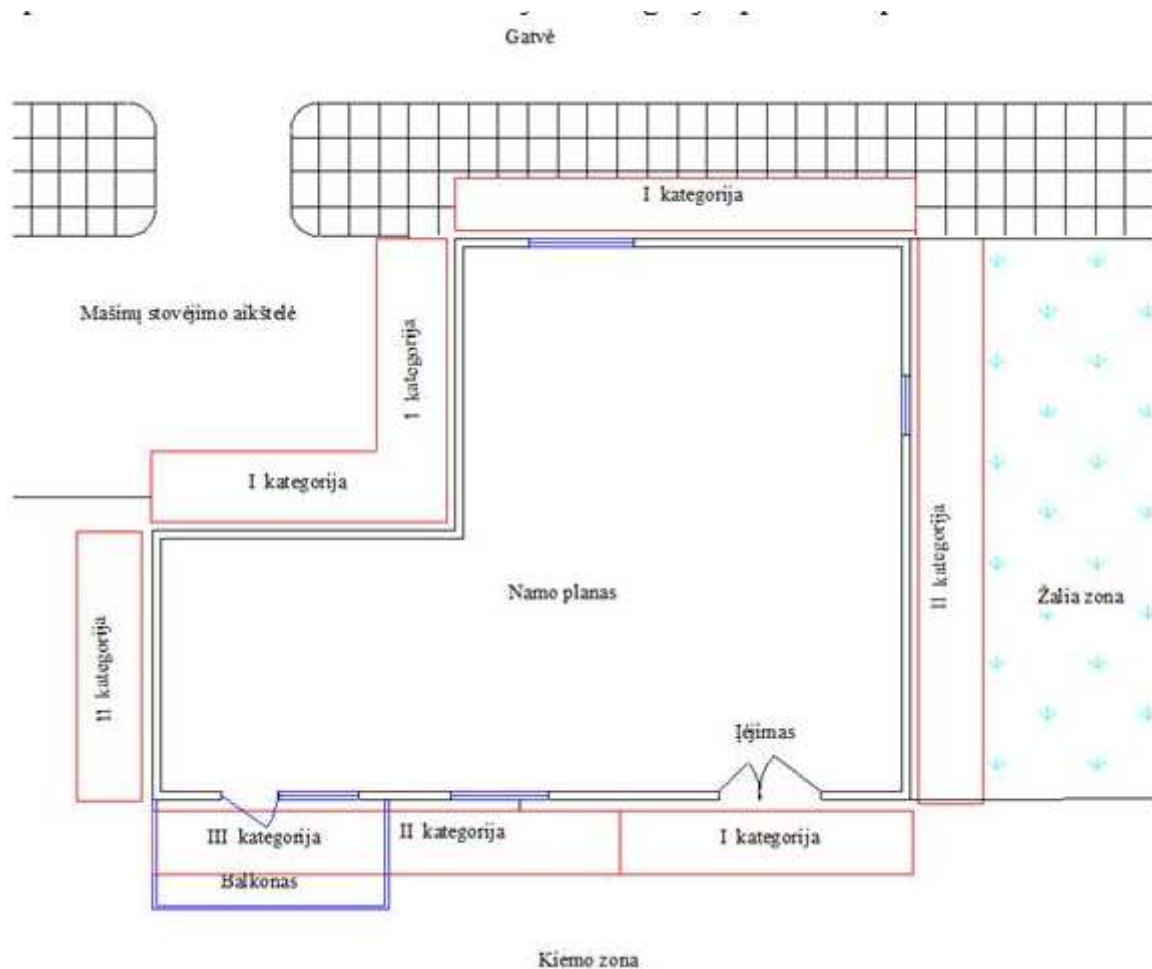 Gatvė
I kategorija
Mašinų stovėjimo aikštelė
I kategorija
I kategorija
II kategorija
Namo planas
II kategorija
Žalia zona
Įėjimas
III kategorija
II kategorija
I kategorija
Balkonas
Kiemo zona